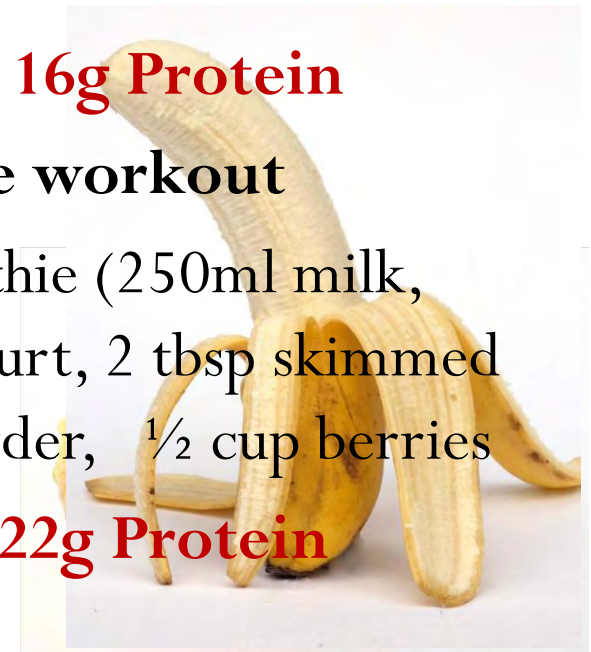 16g Protein
e workout
thie (250ml milk,
urt, 2 tbsp skimmed
der, ½ cup berries
22g Protein